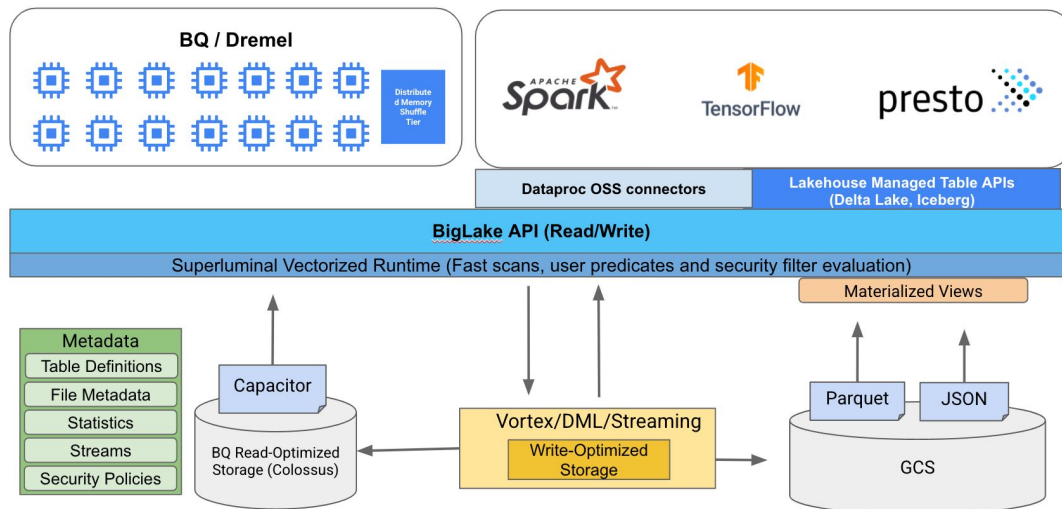 BQ / Dremel
Distribute
d Memory
Shuffle
Tier
APACHE
Spark™
TensorFlow
presto
Dataproc OSS connectors
Lakehouse Managed Table APIs
(Delta Lake, Iceberg)
BigLake API (Read/Write)
Superluminal Vectorized Runtime (Fast scans, user predicates and security filter evaluation)
Materialized Views
Metadata
Table Definitions
File Metadata
Statistics
Streams
Security Policies
Capacitor
BQ Read-Optimized
Storage (Colossus)
Vortex/DML/Streaming
Write-Optimized
Storage
Parquet
JSON
GCS